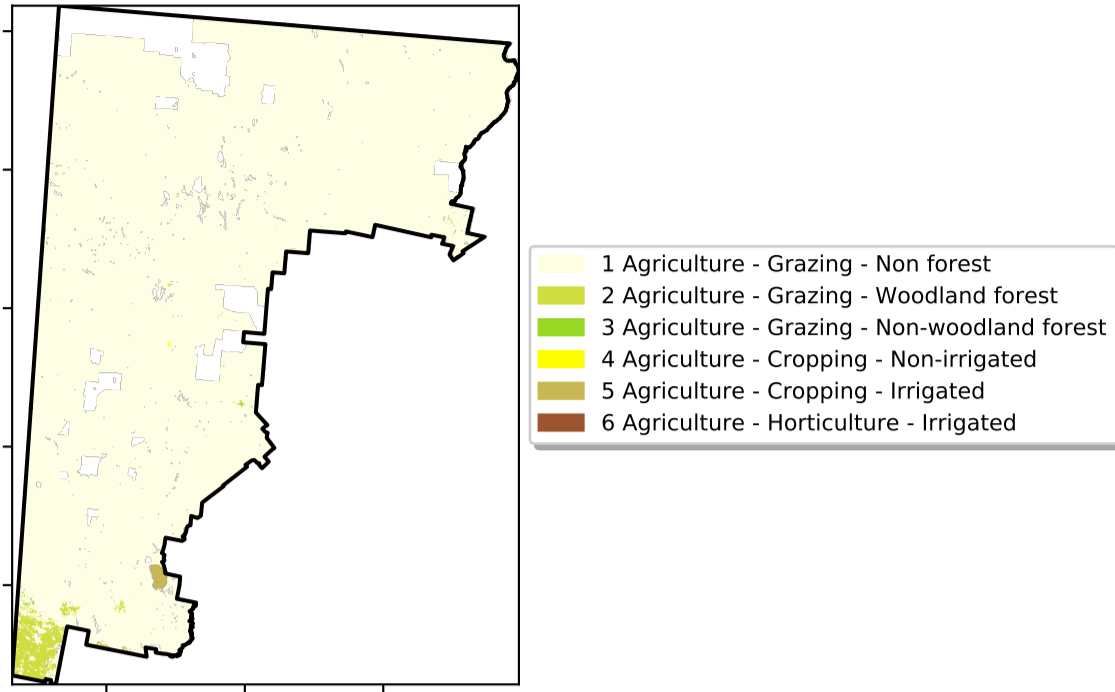 1 Agriculture - Grazing - Non forest
2 Agriculture - Grazing - Woodland forest
3 Agriculture - Grazing - Non-woodland forest
4 Agriculture - Cropping - Non-irrigated
5 Agriculture - Cropping - Irrigated
6 Agriculture - Horticulture - Irrigated